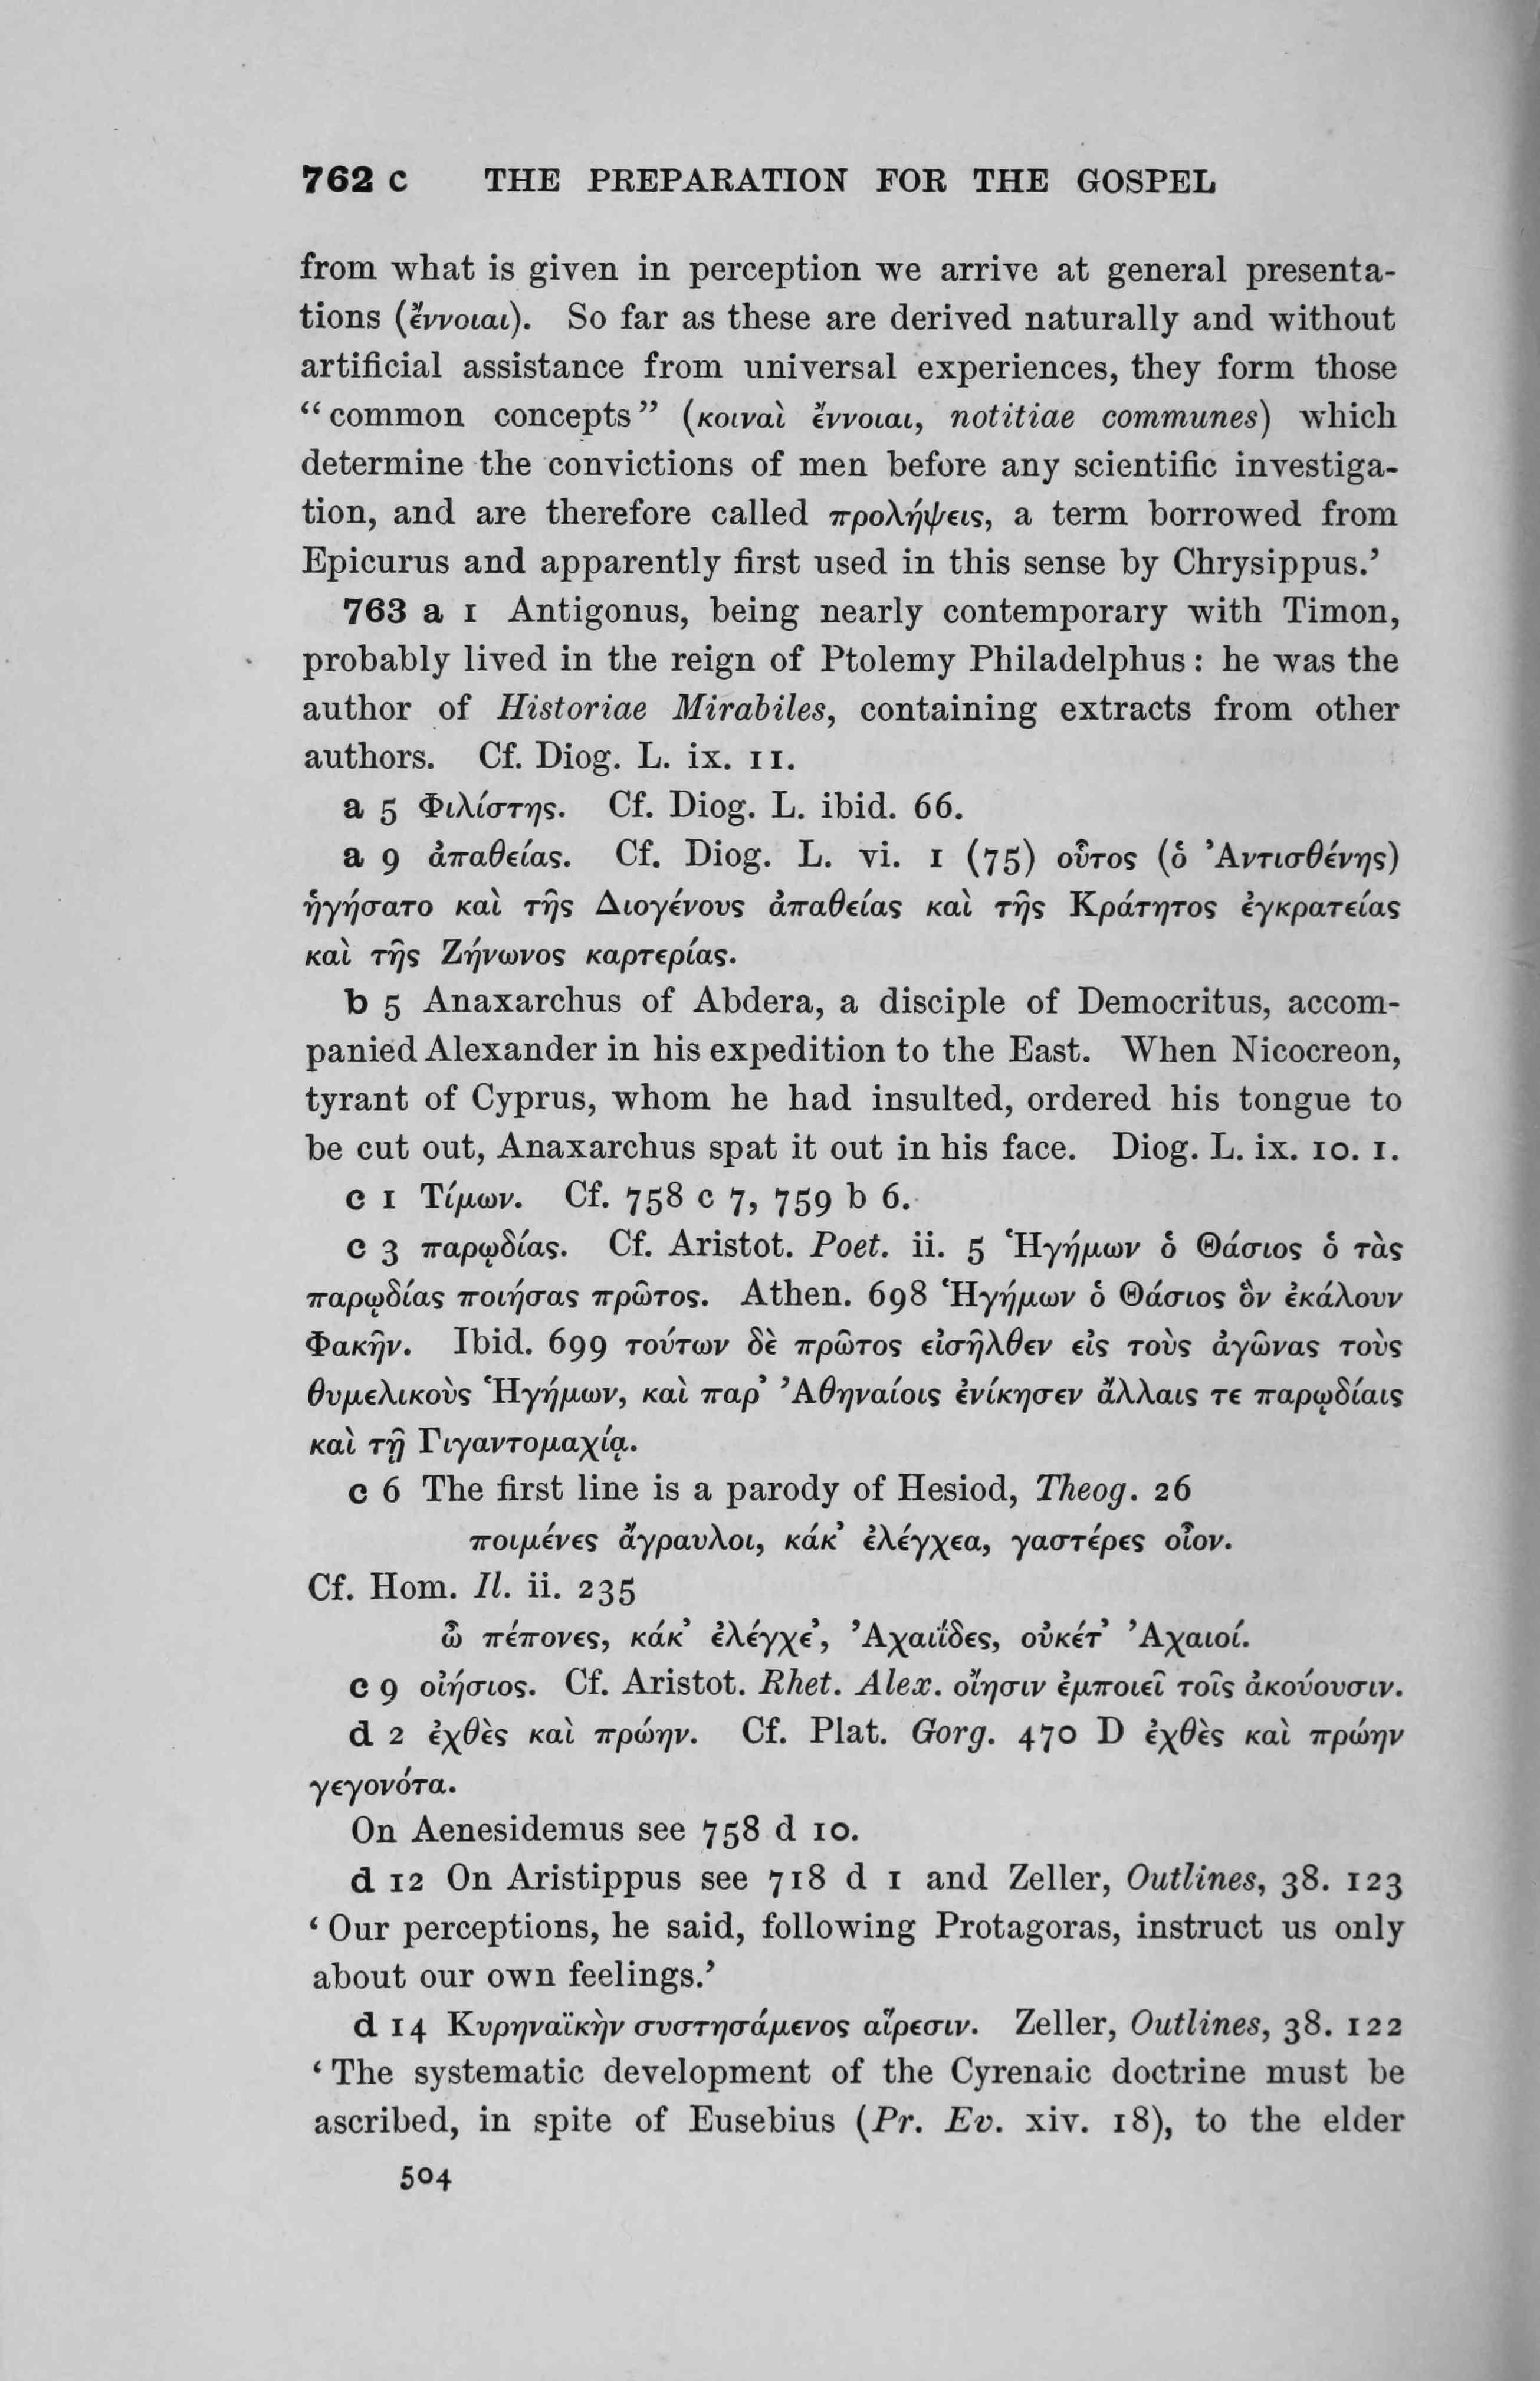 762 c THE PREPARATION FOR THE GOSPEL
from what is given in perception we arrive at general presenta-
tions (ἔννοιαι). So far as these are derived naturally and without
artificial assistance from universal experiences, they form those
“common concepts” (κοιναὶ ἔννοιαι, notitiae communes) which
determine the convictions of men before any scientific investiga-
tion, and are therefore called προλήψεις, a term borrowed from
Epicurus and apparently first used in this sense by Chrysippus.’
763 a 1 Antigonus, being nearly contemporary with Timon,
probably lived in the reign of Ptolemy Philadelphus: he was the
author of Historiae Mirabiles, containing extracts from other
authors. Cf. Diog. L. ix. 11.
a 5 Φιλίστης. Cf. Diog. L. ibid. 66.
a 9 ἀπαθείας. Cf. Diog. L. vi. 1 (75) οὗτος (ὁ Ἀντισθένης)
ἡγήσατο καὶ τῆς Διογένους ἀπαθείας καὶ τῆς Κράτητος ἐγκρατείας
καὶ τῆς Ζήνωνος καρτερίας.
b 5 Anaxarchus of Abdera, a disciple of Democritus, accom-
panied Alexander in his expedition to the East. When Nicocreon,
tyrant of Cyprus, whom he had insulted, ordered his tongue to
be cut out, Anaxarchus spat it out in his face. Diog. L. ix. 10. 1.
c 1 Τίμων. Cf. 758 c 7, 759 b 6.
c 3 παρῳδίας. Cf. Aristot. Poet. ii. 5 Ἡγήμων ὁ Θάσιος ὁ τὰς
παρῳδίας ποιήσας πρῶτος. Athen. 698 Ἡγήμων ὁ Θάσιος ὃν ἐκάλουν
Φακῆν. Ibid. 699 τούτων δὲ πρῶτος εἰσῆλθεν εἰς τοὺς ἀγῶνας τοὺς
θυμελικοὺς Ἡγήμων, καὶ παρ’ Ἀθηναίοις ἐνίκησεν ἄλλαις τε παρῳδίαις
καὶ τῇ Γιγαντομαχίᾳ.
c 6 The first line is a parody of Hesiod, Theog. 26
ποιμένες ἄγραυλοι, κάκ’ ἐλέγχεα, γαστέρες οἶον.
Cf. Hom. Il. ii. 235
ὦ πέπονες, κάκ’ ἐλέγχε’, Ἀχαιΐδες, οὐκέτ’ Ἀχαιοί.
c 9 οἰήσιος. Cf. Aristot. Rhet. Alex. οἴησιν ἐμποιεῖ τοῖς ἀκούουσιν.
d 2 ἐχθὲς καὶ πρώην. Cf. Plat. Gorg. 470 D ἐχθὲς καὶ πρώην
γεγονότα.
On Aenesidemus see 758 d 10.
d 12 On Aristippus see 718 d 1 and Zeller, Outlines, 38. 123
‘Our perceptions, he said, following Protagoras, instruct us only
about our own feelings.’
d 14 Κυρηναϊκὴν συστησάμενος αἵρεσιν. Zeller, Outlines, 38. 122
‘The systematic development of the Cyrenaic doctrine must be
ascribed, in spite of Eusebius (Pr. Ev. xiv. 18), to the elder
504